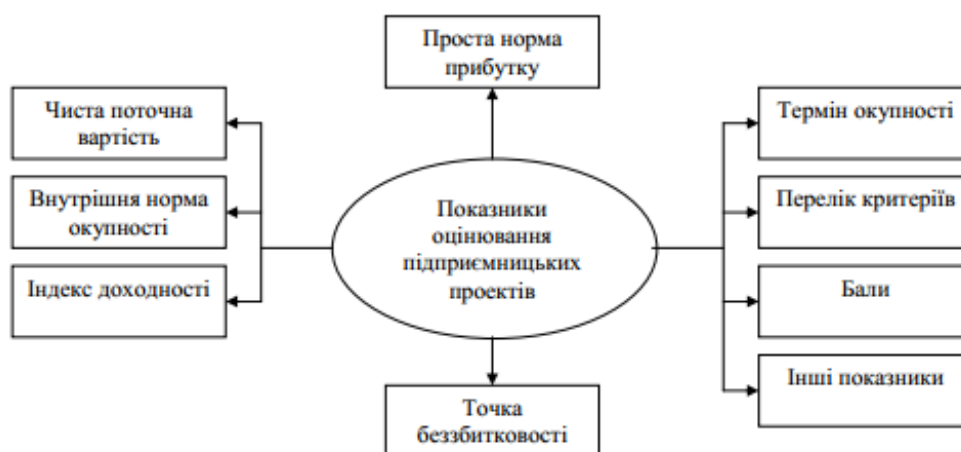 Проста норма
прибутку
Чиста поточна
вартість
Внутрішня норма
окупності
Індекс доходності
Показники
оцінювання
підприємницьких
проектів
Термін окупності
Перелік критеріїв
Бали
Інші показники
Точка
беззбитковості